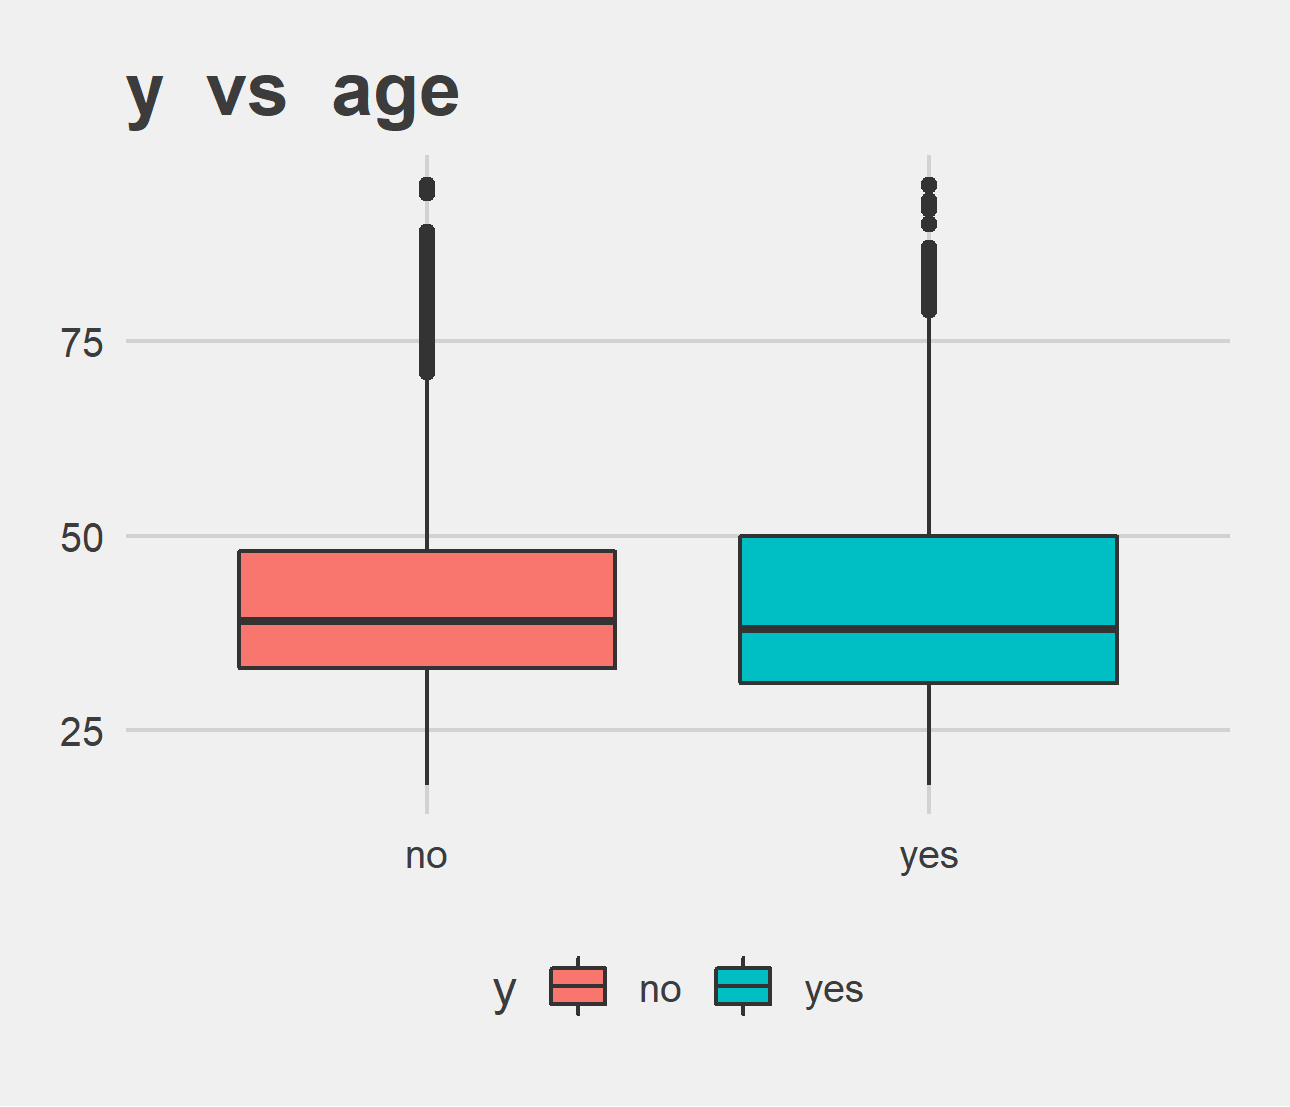 y vs age
75
50
25
no yes
y no yes